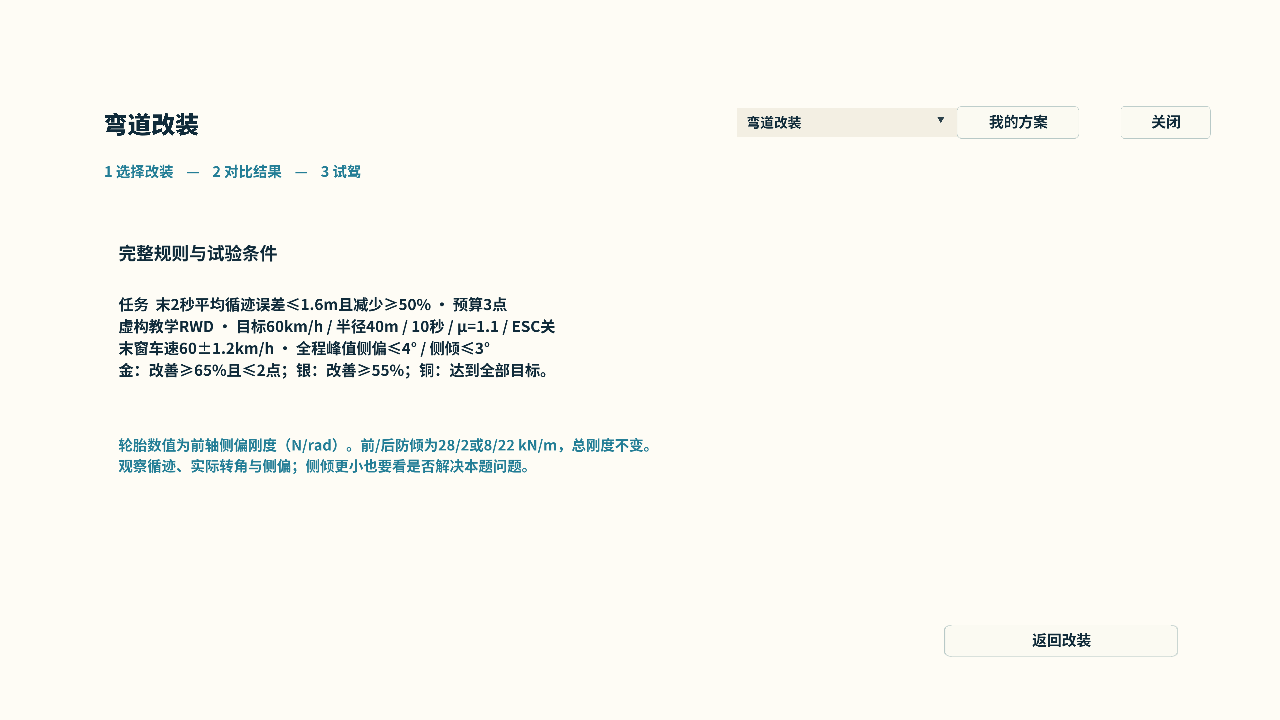 弯道改装
弯道改装
我的方案
关闭
1 选择改装 — 2 对比结果 — 3 试驾
完整规则与试验条件
任务 末2秒平均循迹误差≤1.6m且减少≥50% · 预算3点
虚构教学RWD · 目标60km/h / 半径40m / 10秒 / μ=1.1 / ESC关
末窗车速60±1.2km/h · 全程峰值侧偏≤4° / 侧倾≤3°
金：改善≥65%且≤2点；银：改善≥55%；铜：达到全部目标。
轮胎数值为前轴侧偏刚度（N/rad）。前/后防倾为28/2或8/22 kN/m，总刚度不变。
观察循迹、实际转角与侧偏；侧倾更小也要看是否解决本题问题。
返回改装